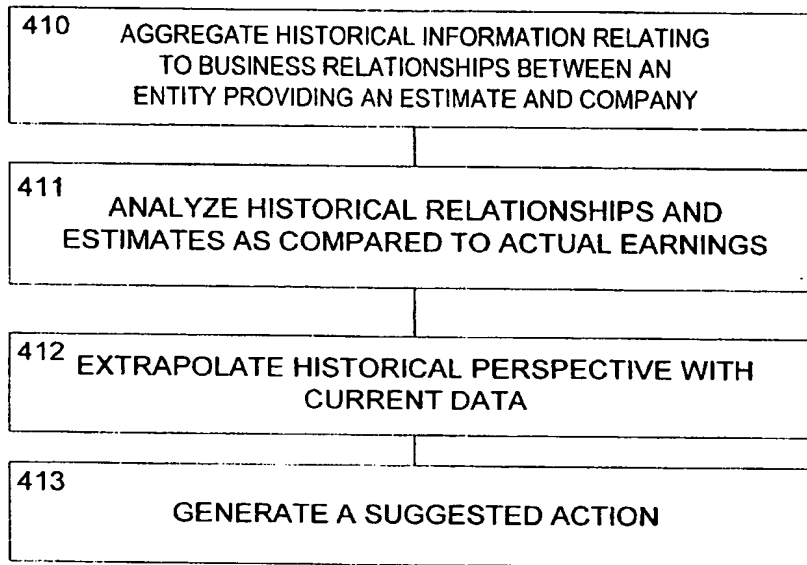 410 AGGREGATE HISTORICAL INFORMATION RELATING
TO BUSINESS RELATIONSHIPS BETWEEN AN
ENTITY PROVIDING AN ESTIMATE AND COMPANY
411
ANALYZE HISTORICAL RELATIONSHIPS AND
ESTIMATES AS COMPARED TO ACTUAL EARNINGS
412 EXTRAPOLATE HISTORICAL PERSPECTIVE WITH
CURRENT DATA
413
GENERATE A SUGGESTED ACTION